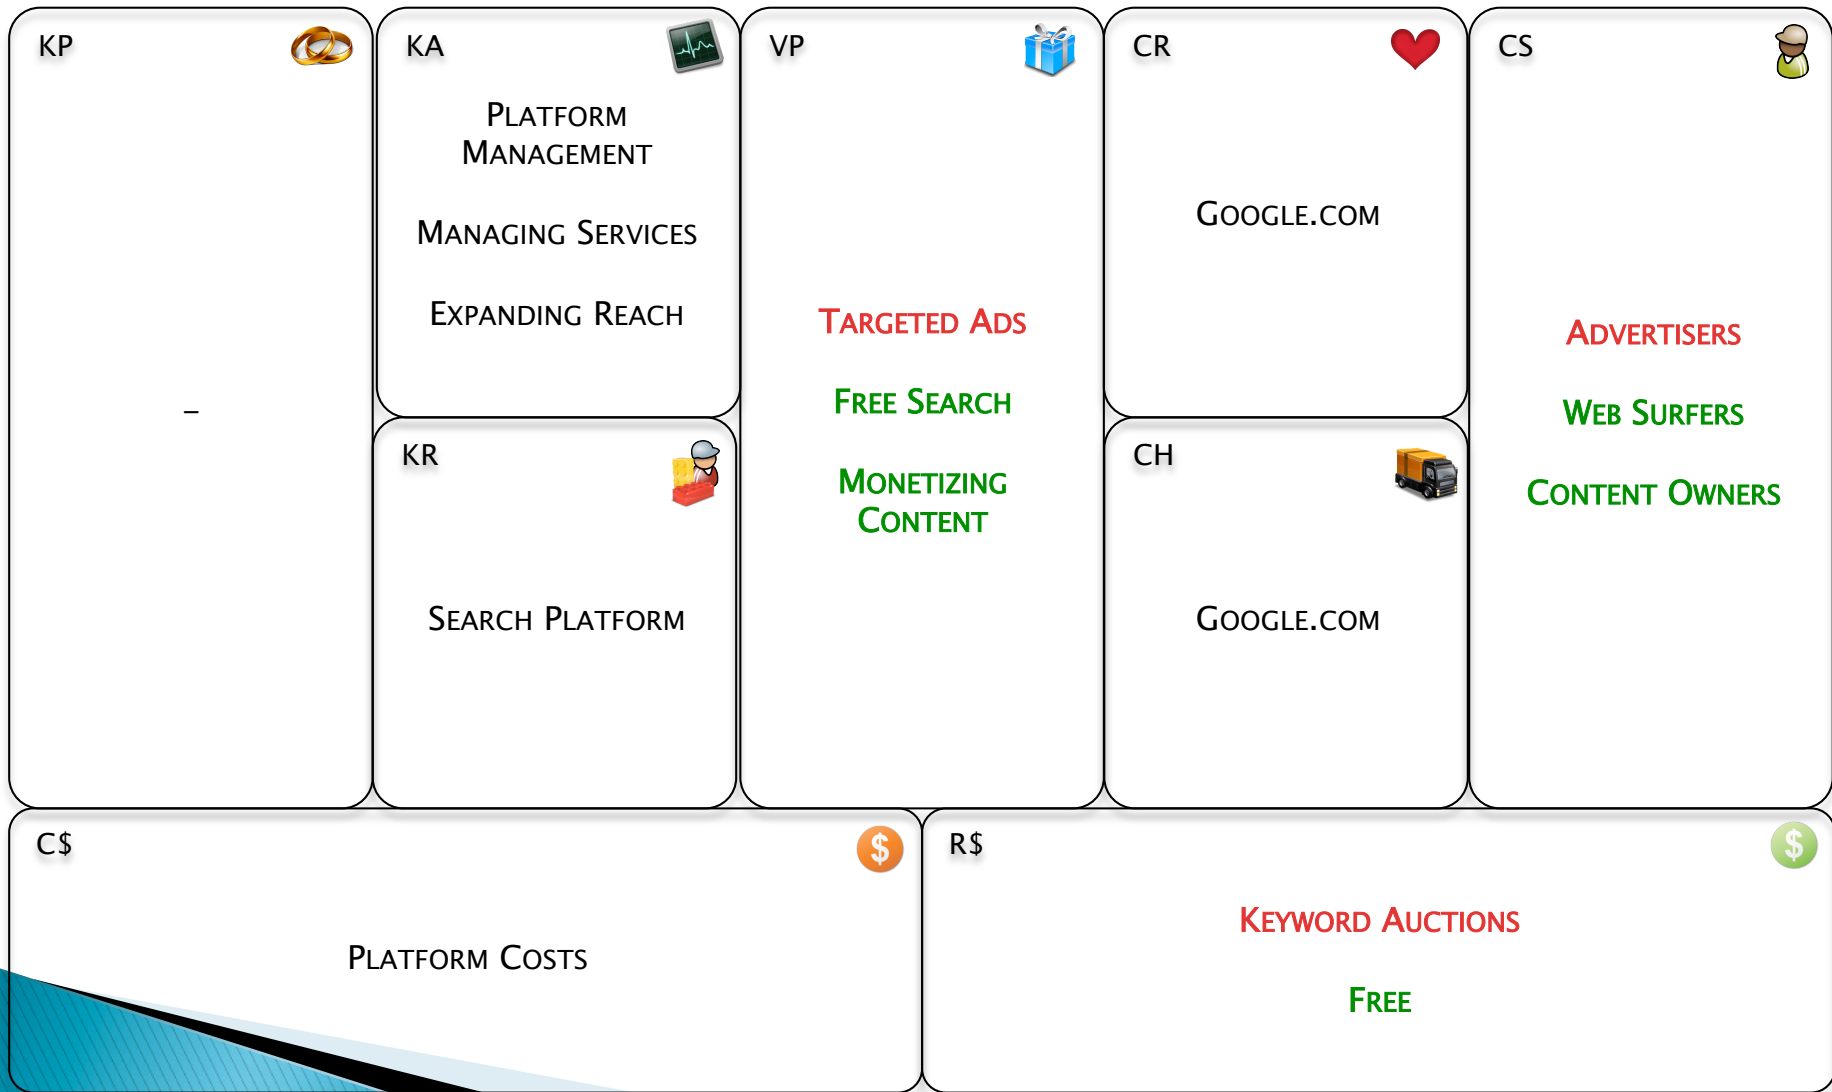 KP
–
KA
Platform
Management
Managing Services
Expanding Reach
KR
Search Platform
VP
Targeted Ads
Free Search
Monetizing
Content
CR
Google.com
CH
Google.com
CS
Advertisers
Web Surfers
Content Owners
C$
$
Platform Costs
R$
$
Keyword Auctions
Free